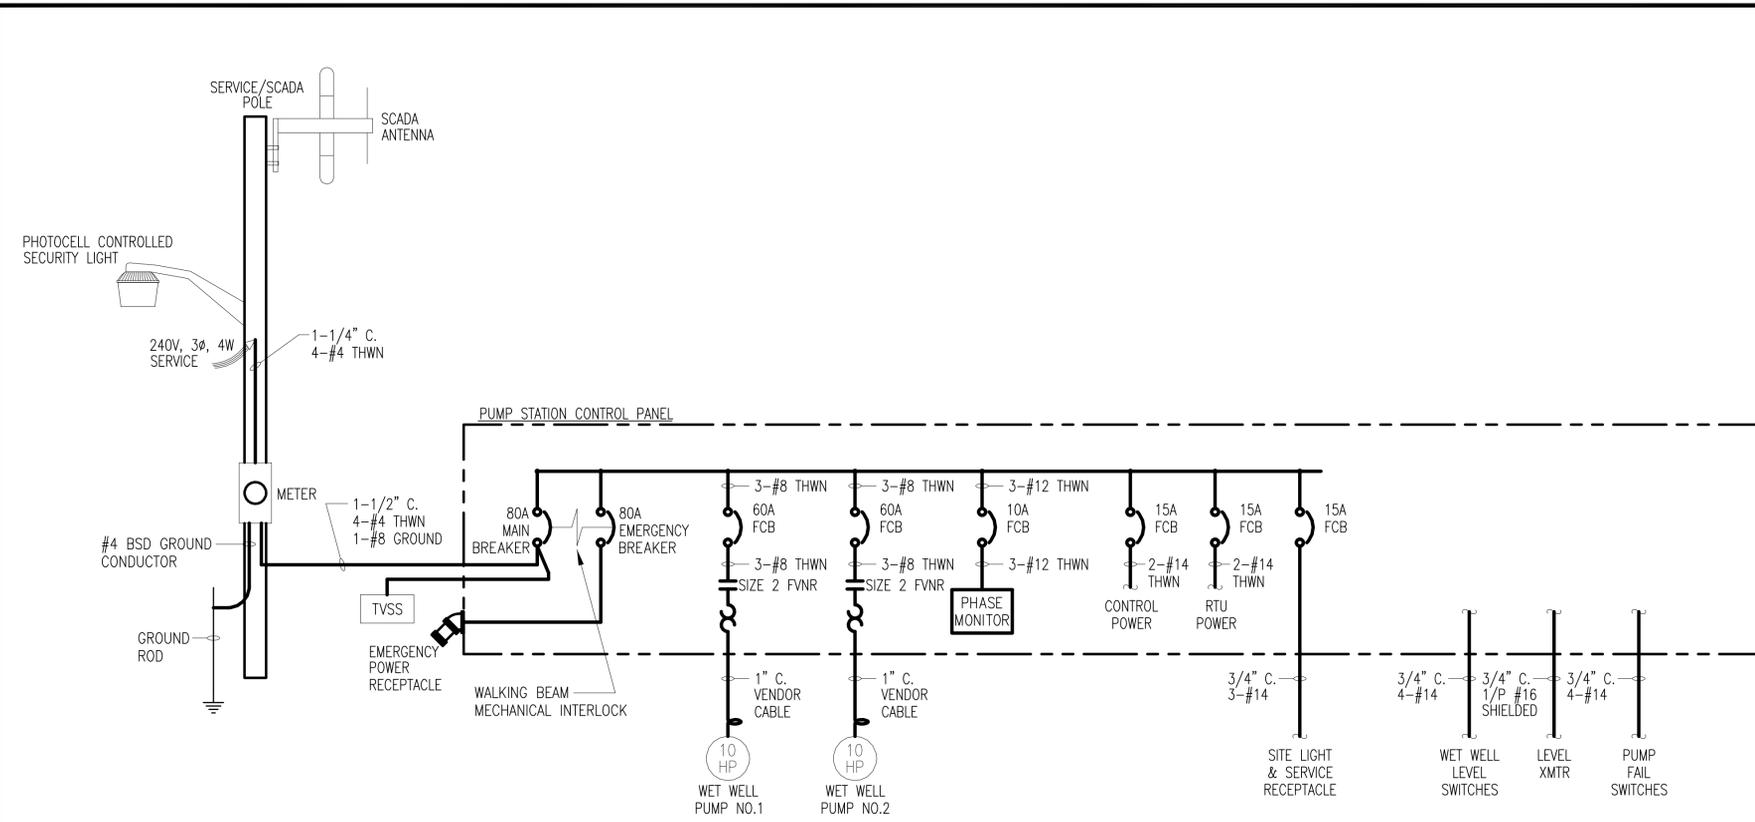 SERVICE/SCADA
POLE
SCADA
ANTENNA
PHOTOCELL CONTROLLED
SECURITY LIGHT
240V, 3ø, 4W
SERVICE
1-1/4" C.
4-#4 THWN
METER
#4 BSD GROUND
CONDUCTOR
GROUND
ROD
1-1/2" C.
4-#4 THWN
1-#8 GROUND
TVSS
EMERGENCY
POWER
RECEPTACLE
PUMP STATION CONTROL PANEL
80A
MAIN
BREAKER
80A
EMERGENCY
BREAKER
WALKING BEAM
MECHANICAL INTERLOCK
3-#8 THWN
60A
FCB
3-#8 THWN
SIZE 2 FVNR
1" C.
VENDOR
CABLE
10
HP
WET WELL
PUMP NO.1
3-#8 THWN
60A
FCB
3-#8 THWN
SIZE 2 FVNR
1" C.
VENDOR
CABLE
10
HP
WET WELL
PUMP NO.2
3-#12 THWN
10A
FCB
3-#12 THWN
PHASE
MONITOR
15A
FCB
2-#14
THWN
CONTROL
POWER
15A
FCB
2-#14
THWN
RTU
POWER
15A
FCB
3/4" C.
3-#14
SITE LIGHT
& SERVICE
RECEPTACLE
3/4" C.
4-#14
WET WELL
LEVEL
SWITCHES
3/4" C.
1/P #16
SHIELDED
LEVEL
XMTR
3/4" C.
4-#14
PUMP
FAIL
SWITCHES